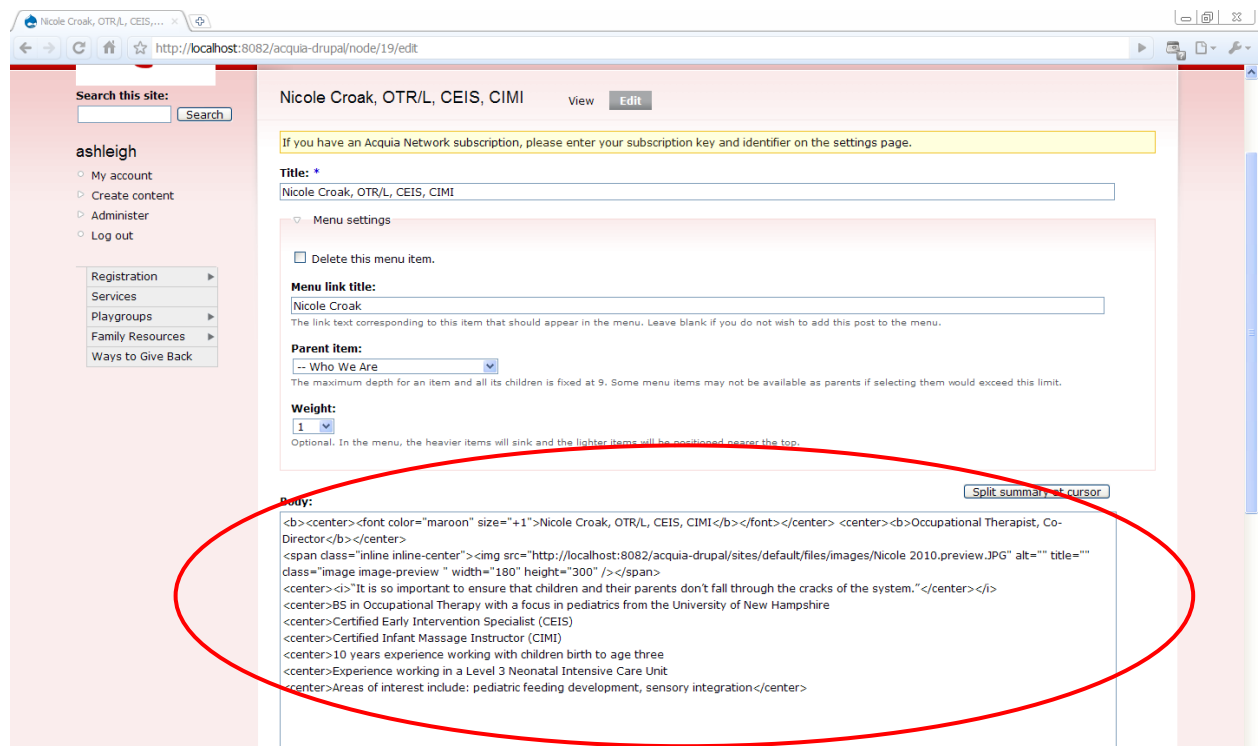 Nicole Croak, OTR/L, CEIS,...
http://localhost:8082/acquia-drupal/node/19/edit
Search this site:
Search
ashleigh
My account
Create content
Administer
Log out
Registration
Services
Playgroups
Family Resources
Ways to Give Back
Nicole Croak, OTR/L, CEIS, CIMI View Edit
If you have an Acquia Network subscription, please enter your subscription key and identifier on the settings page.
Title: *
Nicole Croak, OTR/L, CEIS, CIMI
Menu settings
Delete this menu item.
Menu link title:
Nicole Croak
The link text corresponding to this item that should appear in the menu. Leave blank if you do not wish to add this post to the menu.
Parent item:
-- Who We Are
The maximum depth for an item and all its children is fixed at 9. Some menu items may not be available as parents if selecting them would exceed this limit.
Weight:
1
Optional. In the menu, the heavier items will sink and the lighter items will be positioned nearer the top.
Split summary at cursor
Body:
<b><center><font color="maroon" size="+1">Nicole Croak, OTR/L, CEIS, CIMI</b></font></center> <center><b>Occupational Therapist, Co-
Director</b></center>
<span class="inline inline-center"><img src="http://localhost:8082/acquia-drupal/sites/default/files/images/Nicole 2010.preview.JPG" alt="" title=""
class="image image-preview " width="180" height="300" /></span>
<center><i>"It is so important to ensure that children and their parents don’t fall through the cracks of the system."</center></i>
<center>BS in Occupational Therapy with a focus in pediatrics from the University of New Hampshire
<center>Certified Early Intervention Specialist (CEIS)
<center>Certified Infant Massage Instructor (CIMI)
<center>10 years experience working with children birth to age three
<center>Experience working in a Level 3 Neonatal Intensive Care Unit
<center>Areas of interest include: pediatric feeding development, sensory integration</center>